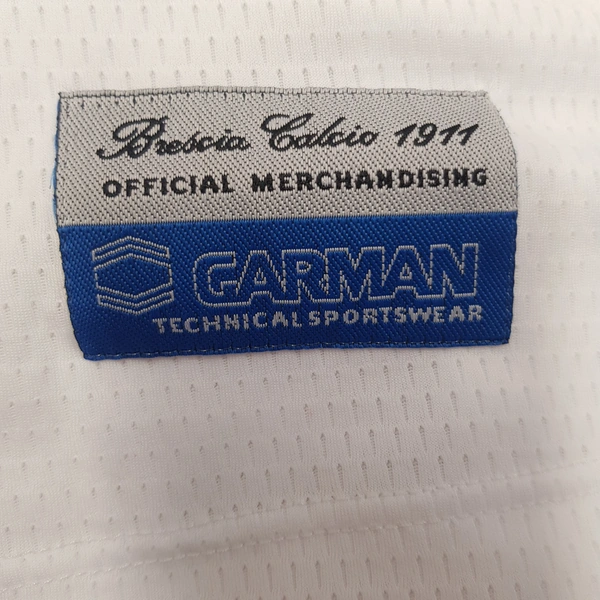 Brescia Calcio 1911
OFFICIAL MERCHANDISING
GARMAN
TECHNICAL SPORTSWEAR